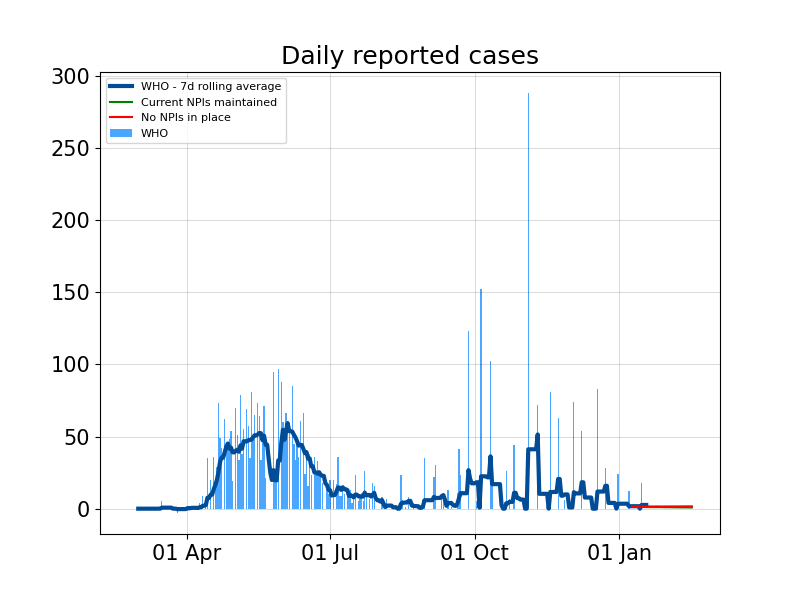 Daily reported cases
300
250
200
150
100
50
0
WHO - 7d rolling average
Current NPIs maintained
No NPIs in place
WHO
01 Apr
01 Jul
01 Oct
01 Jan